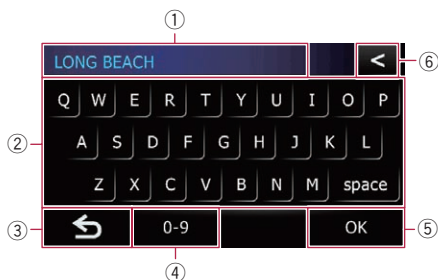 ①
LONG BEACH <
⑥
Q W E R T Y U I O P
②
A S D F G H J K L
Z X C V B N M space
③
0-9 OK
⑤
④